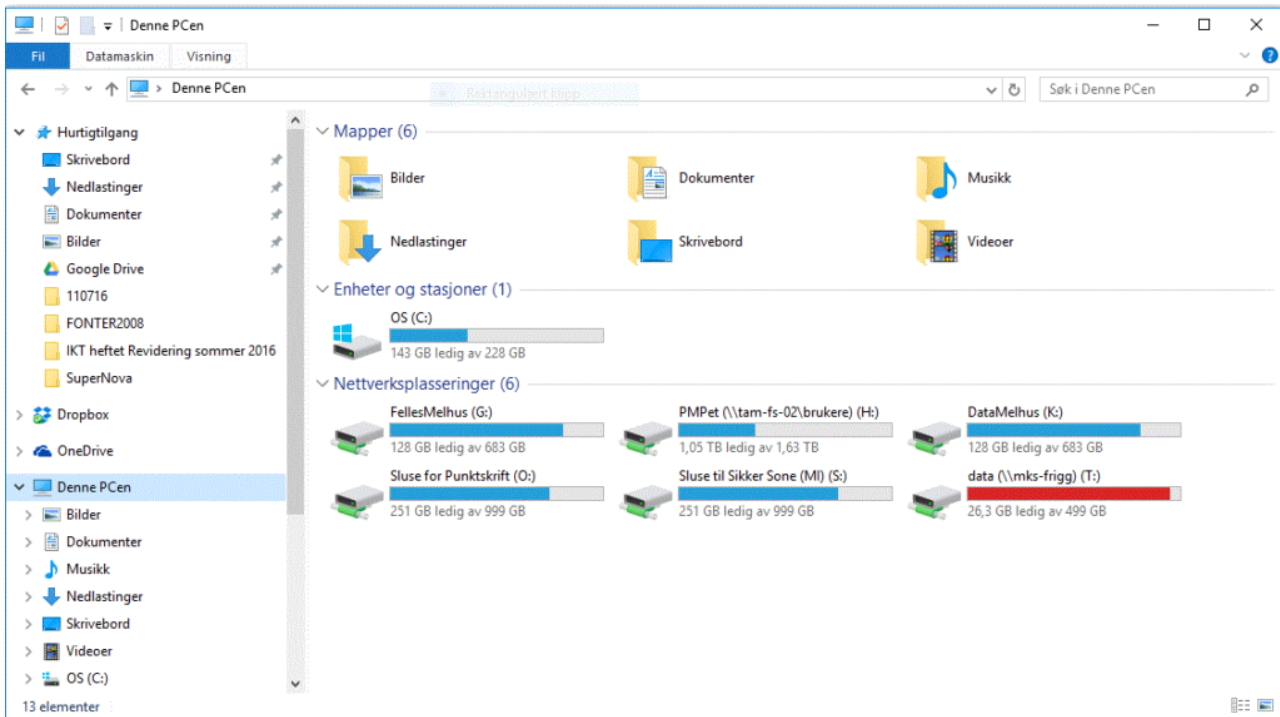 Denne PCen
Fil Datamaskin Visning
Denne PCen
Rektangulært klipp
Søk i Denne PCen
Hurtigtilgang
Skrivebord
Nedlastinger
Dokumenter
Bilder
Google Drive
110716
FONTER2008
IKT heftet Revidering sommer 2016
SuperNova
Dropbox
OneDrive
Denne PCen
Bilder
Dokumenter
Musikk
Nedlastinger
Skrivebord
Videoer
OS (C:)
Mapper (6)
Bilder
Dokumenter
Musikk
Nedlastinger
Skrivebord
Videoer
Enheter og stasjoner (1)
OS (C:)
143 GB ledig av 228 GB
Nettverksplasseringer (6)
FellesMelhus (G:)
128 GB ledig av 683 GB
PMPet (\\tam-fs-02\brukere) (H:)
1,05 TB ledig av 1,63 TB
DataMelhus (K:)
128 GB ledig av 683 GB
Sluse for Punktskrift (O:)
251 GB ledig av 999 GB
Sluse til Sikker Sone (MI) (S:)
251 GB ledig av 999 GB
data (\\mks-frigg) (T:)
26,3 GB ledig av 499 GB
13 elementer